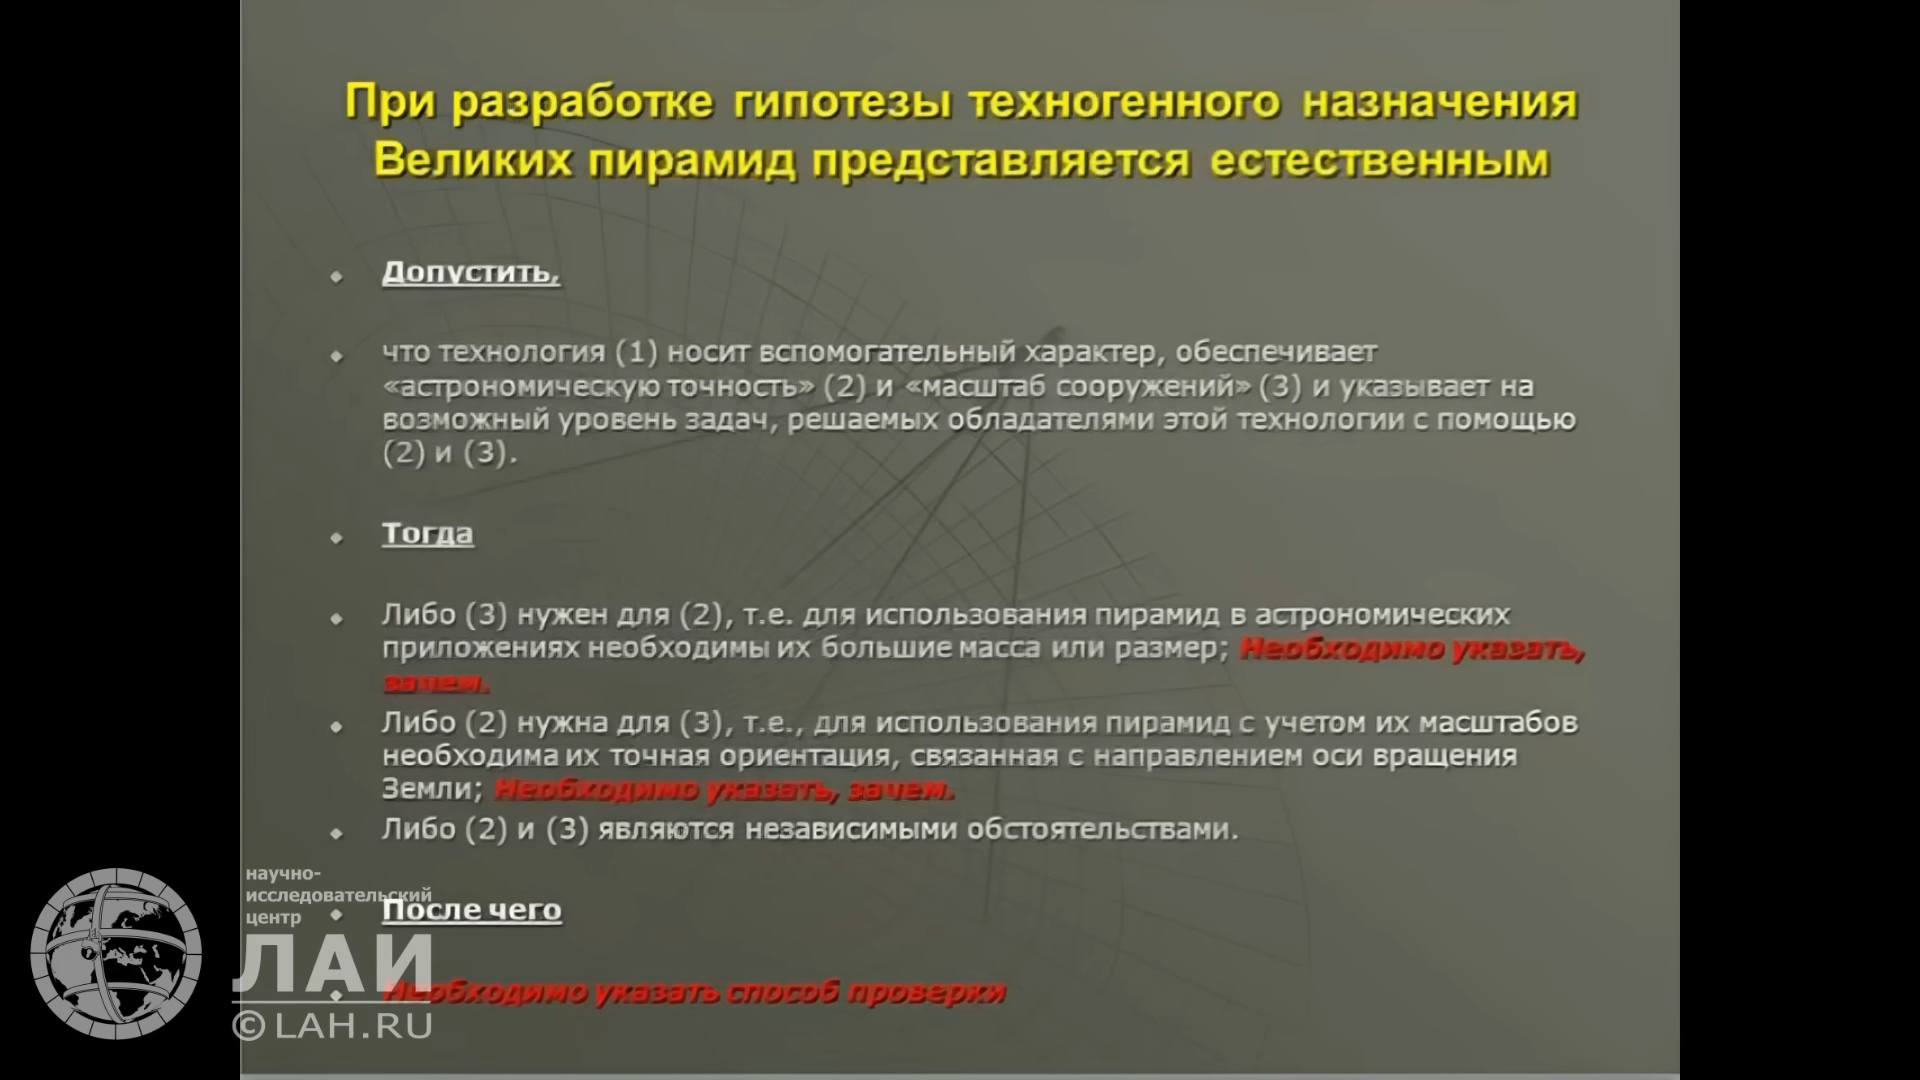 При разработке гипотезы техногенного назначения
Великих пирамид представляется естественным
Допустить,
что технология (1) носит вспомогательный характер, обеспечивает
«астрономическую точность» (2) и «масштаб сооружений» (3) и указывает на
возможный уровень задач, решаемых обладателями этой технологии с помощью
(2) и (3).
Тогда
Либо (3) нужен для (2), т.е. для использования пирамид в астрономических
приложениях необходимы их большие масса или размер; Необходимо указать,
зачем.
Либо (2) нужна для (3), т.е., для использования пирамид с учетом их масштабов
необходима их точная ориентация, связанная с направлением оси вращения
Земли; Необходимо указать, зачем.
Либо (2) и (3) являются независимыми обстоятельствами.
После чего
Необходимо указать способ проверки
научно-
исследовательский
центр
ЛАИ
©LAH.RU